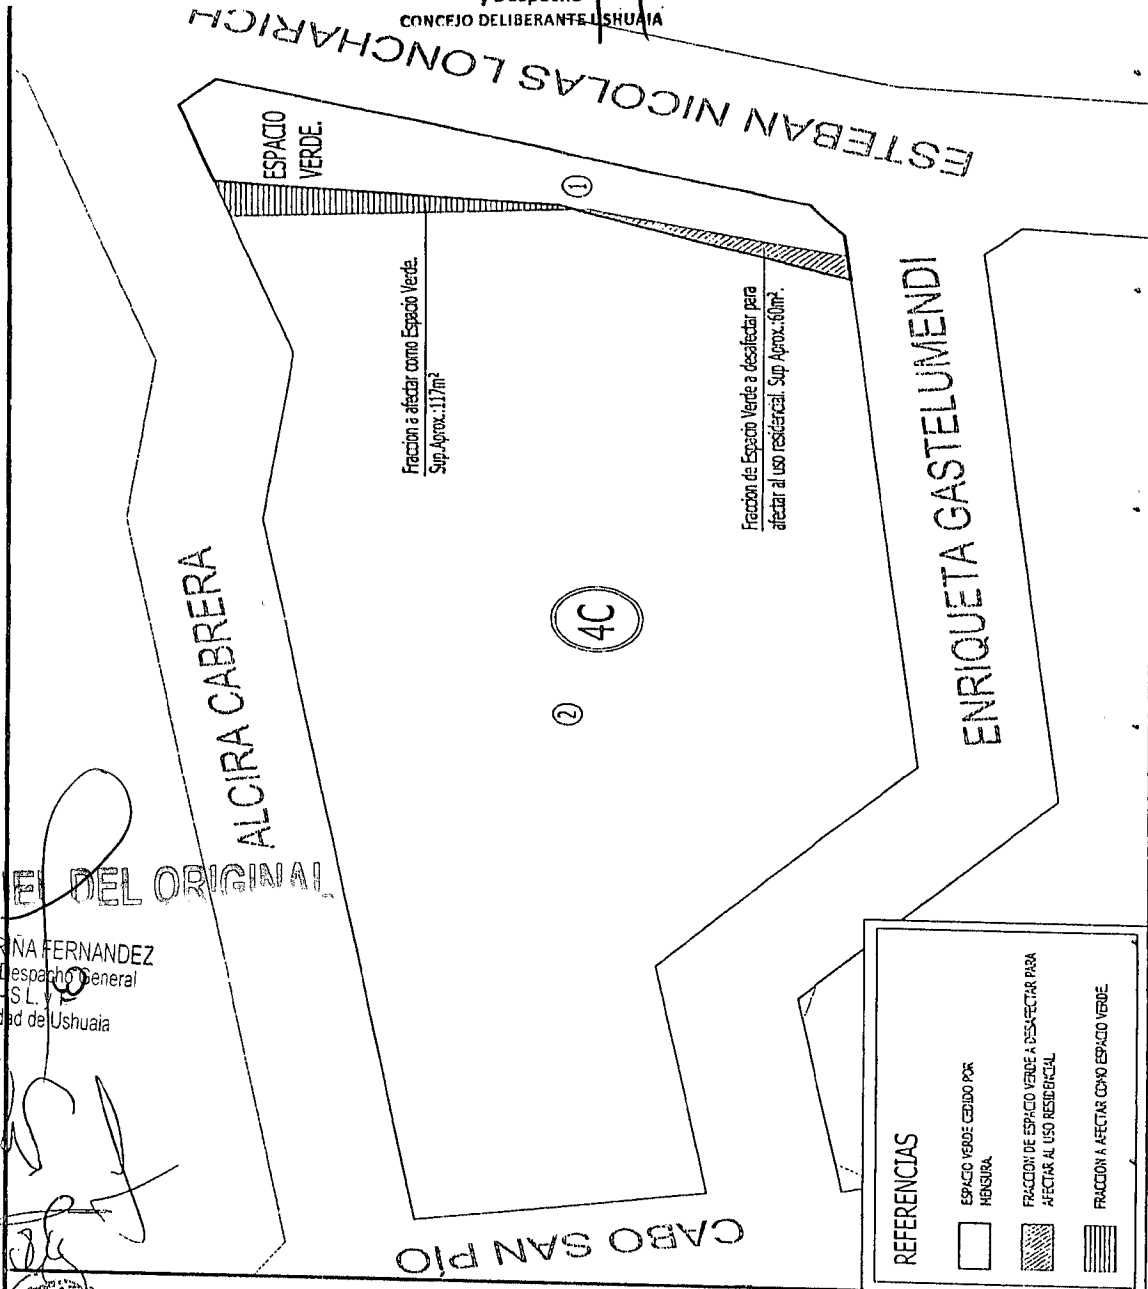 y Despacho
CONCEJO DELIBERANTE USHUAIA
ESTEBAN NICOLAS LONCHARICH
ESPACIO
VERDE.
1
Fraccion a afectar como Espacio Verde.
Sup.Aprox.:117m²
Fraccion de Espacio Verde a desafectar para
afectar al uso residencial. Sup Aprox.:60m².
ALCIRA CABRERA
4C
2
ENRIQUETA GASTELUMENDI
CABO SAN PÍO
DEL ORIGINAL
FERNANDEZ
Despacho General
de Ushuaia
REFERENCIAS
ESPACIO VERDE CEDIDO POR
MENSURA.
FRACCION DE ESPACIO VERDE A DESAFECTAR PARA
AFECTAR AL USO RESIDENCIAL
FRACCION A AFECTAR COMO ESPACIO VERDE.